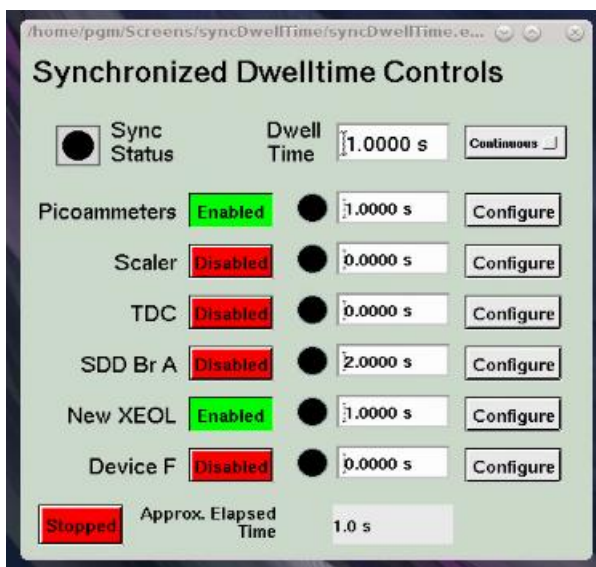 /home/pgm/Screens/syncDwellTime/syncDwellTime.e...
Synchronized Dwelltime Controls
Sync
Status
Dwell
Time
1.0000 s
Continuous
Picoammeters Enabled 1.0000 s Configure
Scaler Disabled 0.0000 s Configure
TDC Disabled 0.0000 s Configure
SDD Br A Disabled 2.0000 s Configure
New XEOL Enabled 1.0000 s Configure
Device F Disabled 0.0000 s Configure
Stopped
Approx. Elapsed
Time
1.0 s